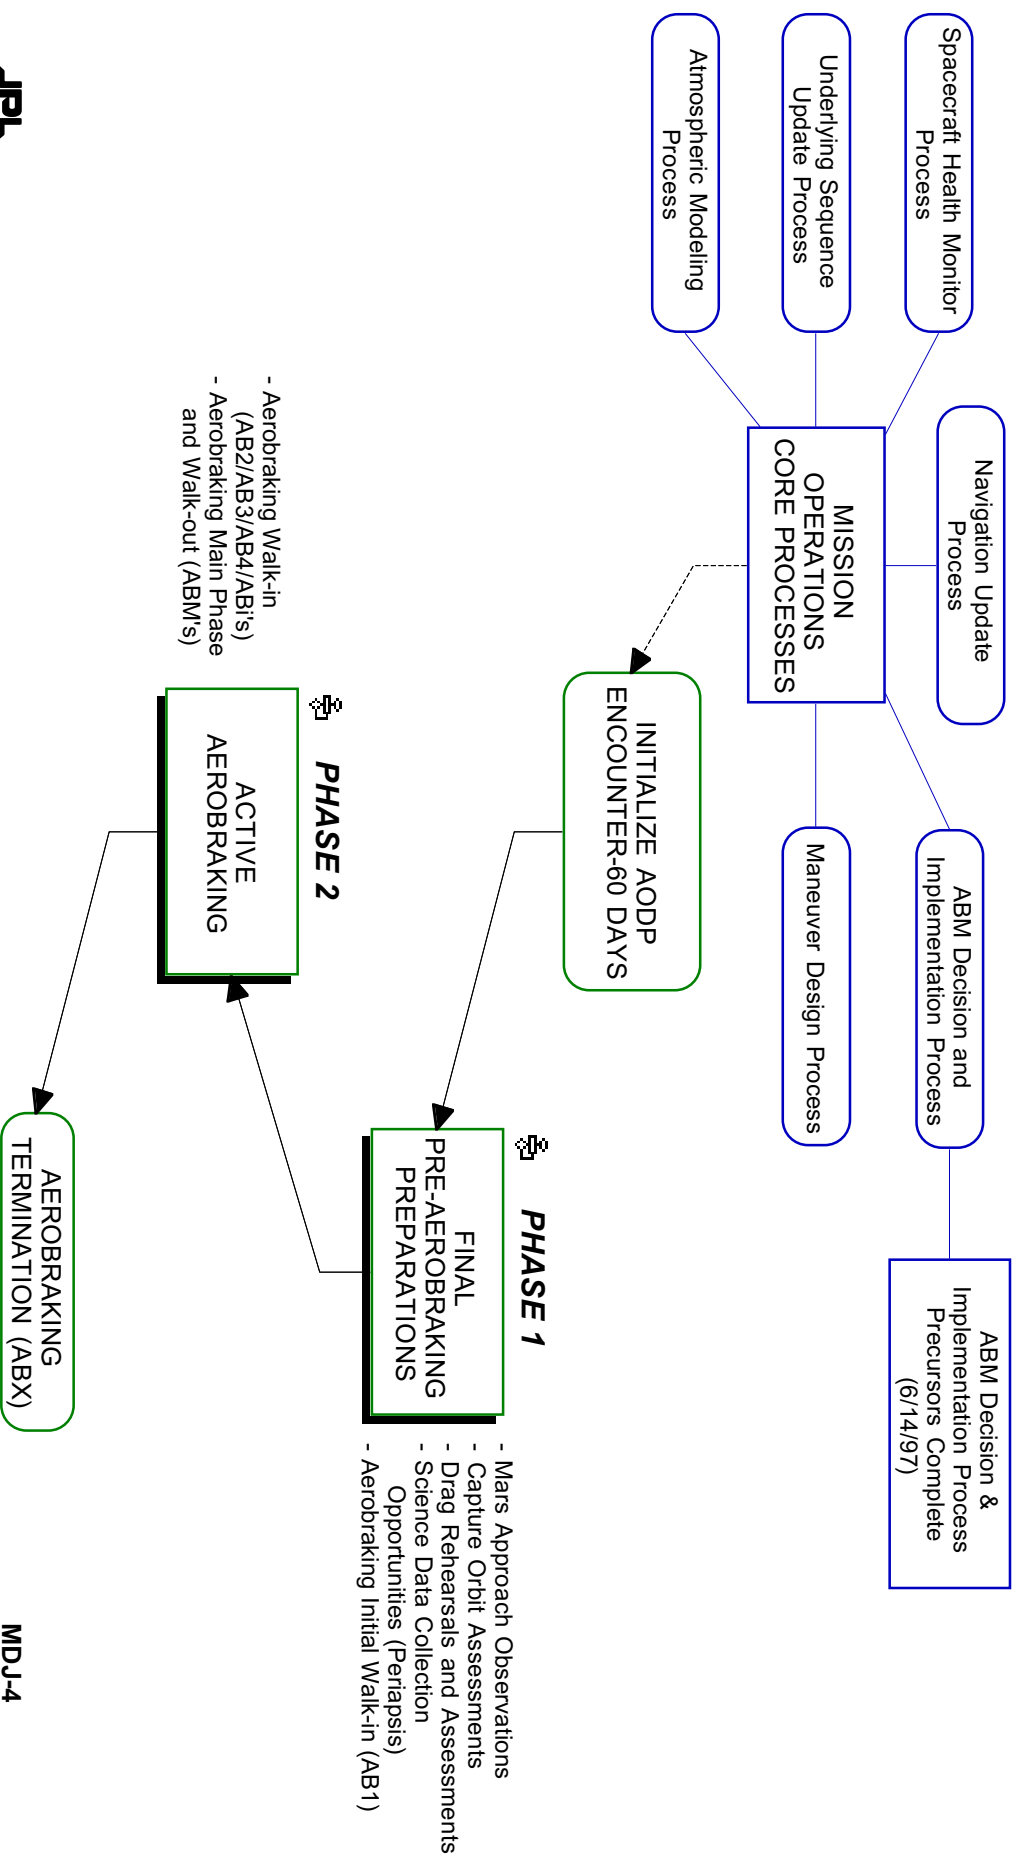 Navigation Update
Process
Spacecraft Health Monitor
Process
ABM Decision and
Implementation Process
ABM Decision &
Implementation Process
Precursors Complete
(6/14/97)
Underlying Sequence
Update Process
MISSION
OPERATIONS
CORE PROCESSES
Maneuver Design Process
Atmospheric Modeling
Process
INITIALIZE AODP
ENCOUNTER-60 DAYS
PHASE 1
FINAL
PRE-AEROBRAKING
PREPARATIONS
- Mars Approach Observations
- Capture Orbit Assessments
- Drag Rehearsals and Assessments
- Science Data Collection
Opportunities (Periapsis)
- Aerobraking Initial Walk-in (AB1)
PHASE 2
- Aerobraking Walk-in
(AB2/AB3/AB4/ABi's)
- Aerobraking Main Phase
and Walk-out (ABM's)
ACTIVE
AEROBRAKING
AEROBRAKING
TERMINATION (ABX)
JPL
MDJ-4